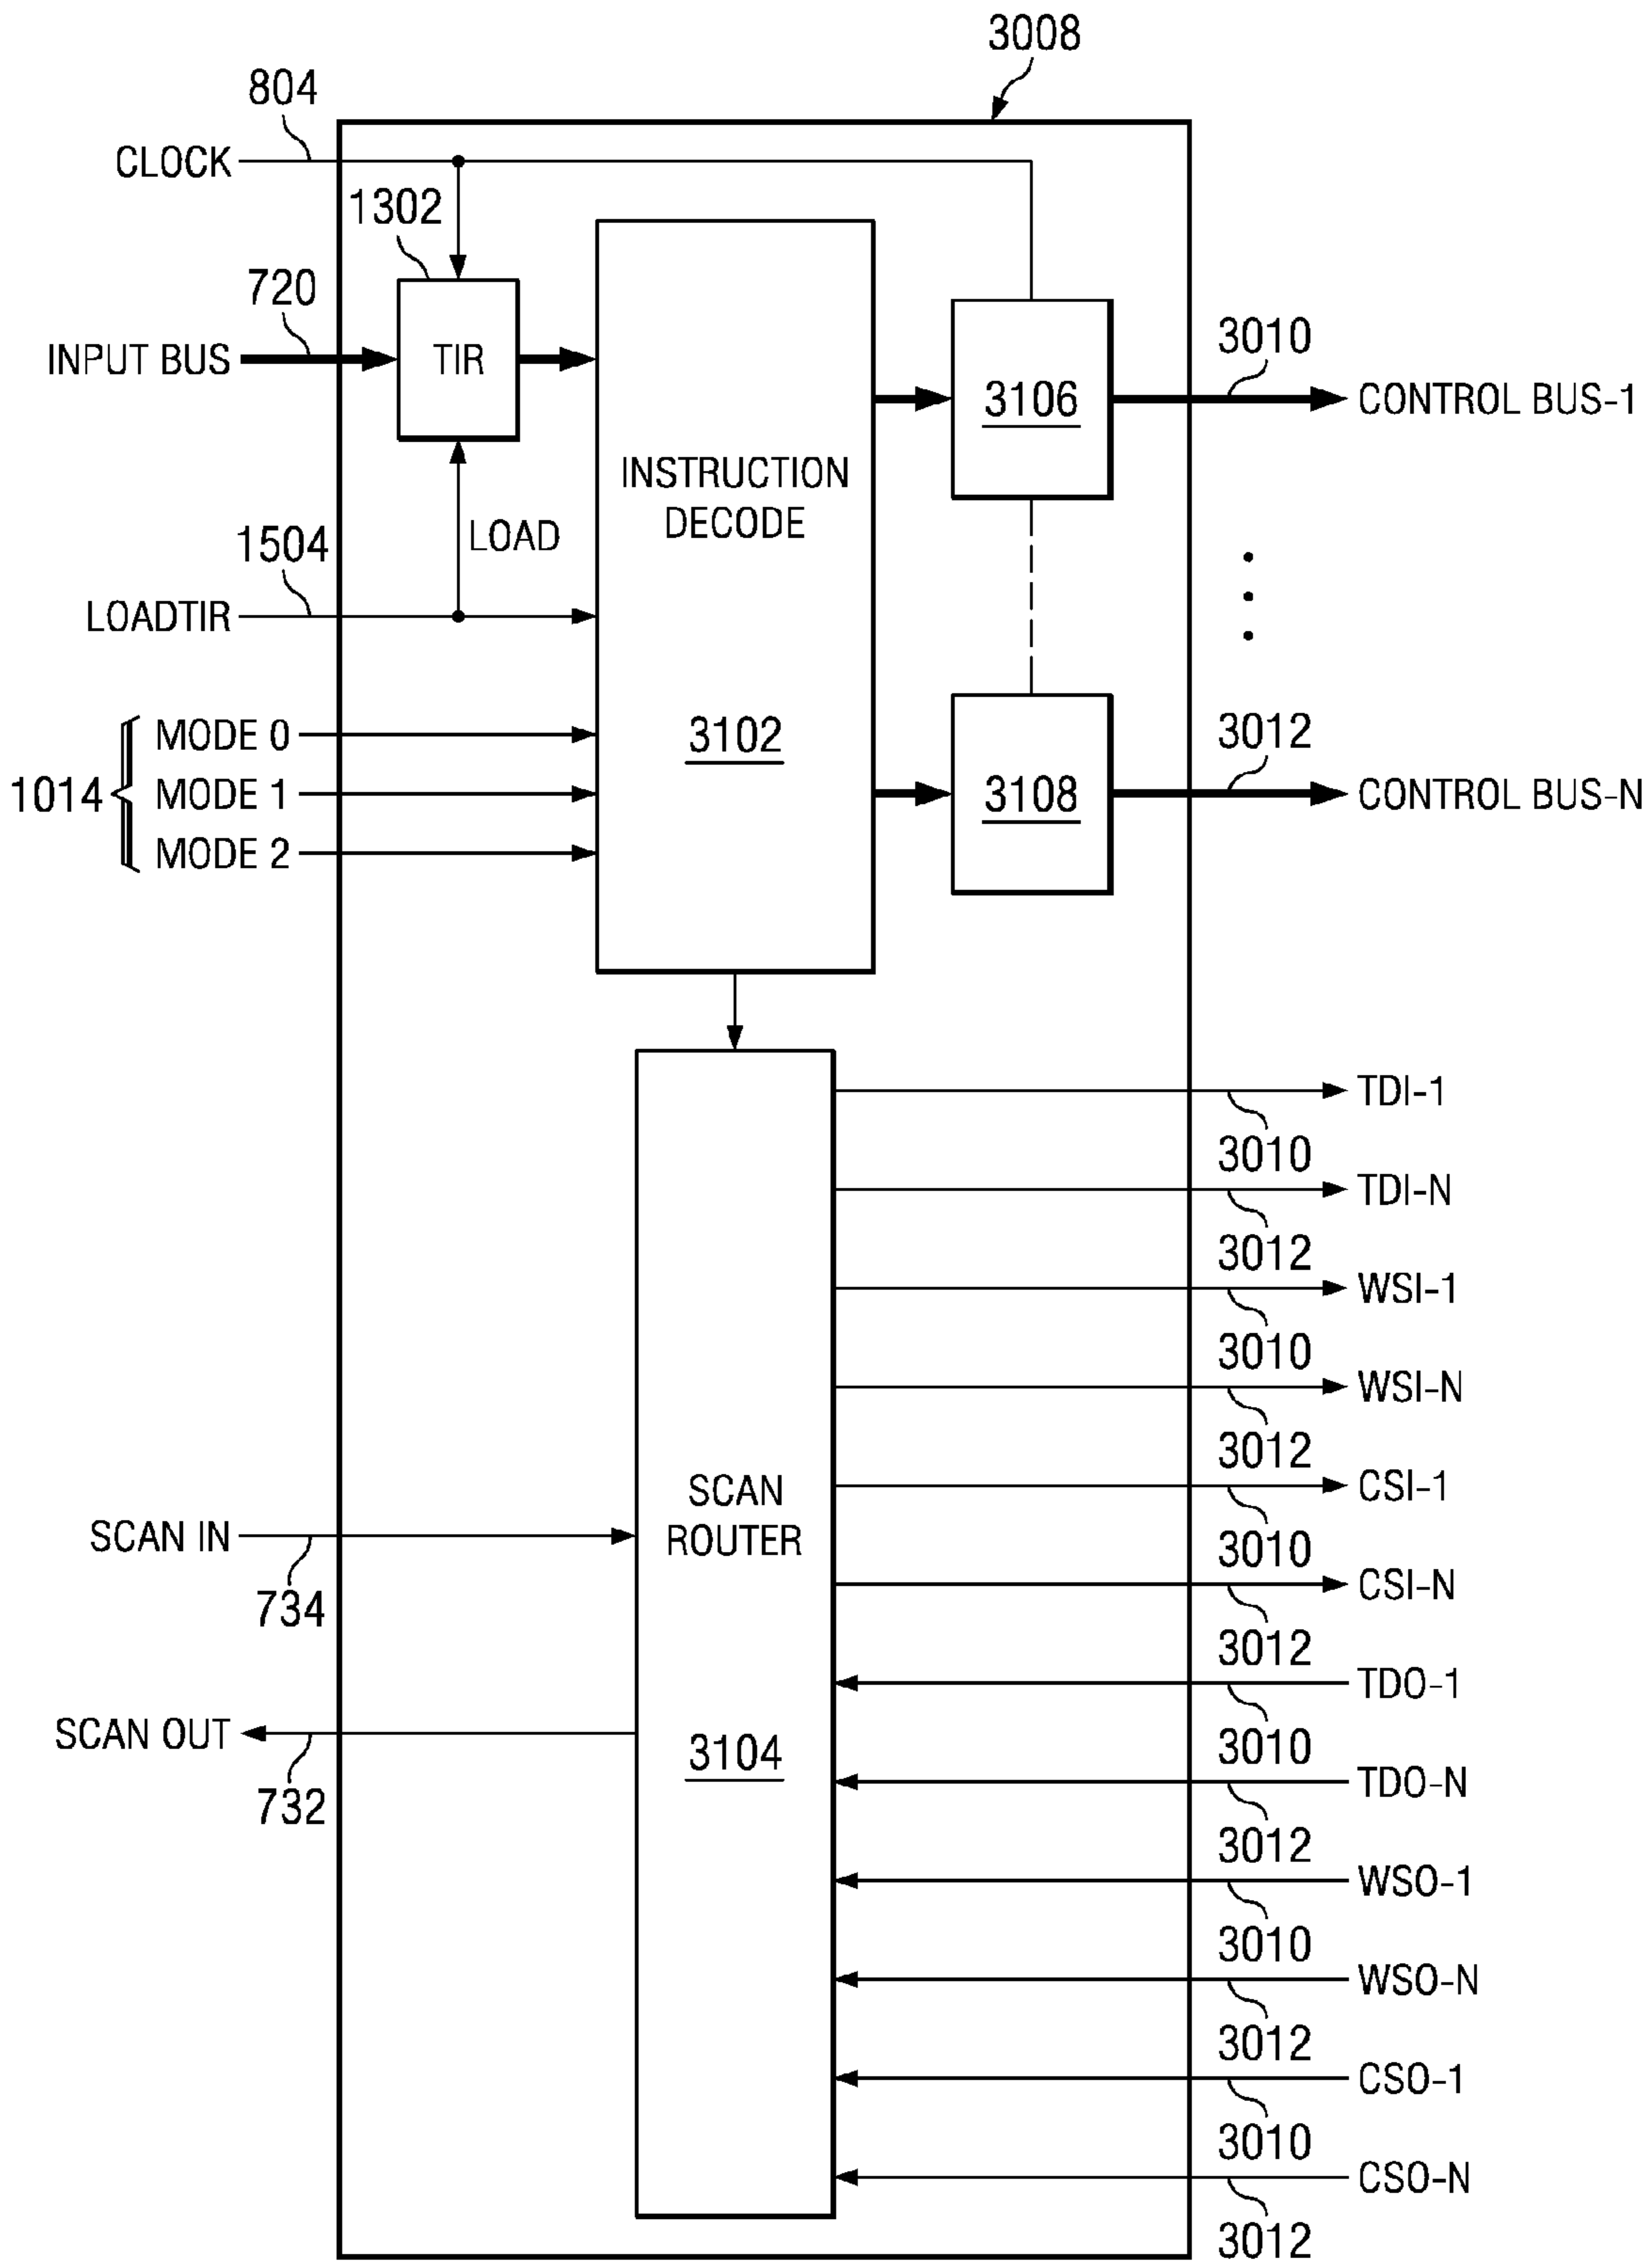 3008
804
CLOCK
1302
720
INPUT BUS
TIR
3010
3106
CONTROL BUS-1
INSTRUCTION
DECODE
1504
LOAD
LOADTIR
3012
MODE 0
3102
1014
MODE 1
3108
CONTROL BUS-N
MODE 2
TDI-1
3010
TDI-N
3012
WSI-1
3010
WSI-N
3012
SCAN
ROUTER
CSI-1
SCAN IN
3010
734
CSI-N
3012
TDO-1
SCAN OUT
3104
3010
732
TDO-N
3012
WSO-1
3010
WSO-N
3012
CSO-1
3010
CSO-N
3012